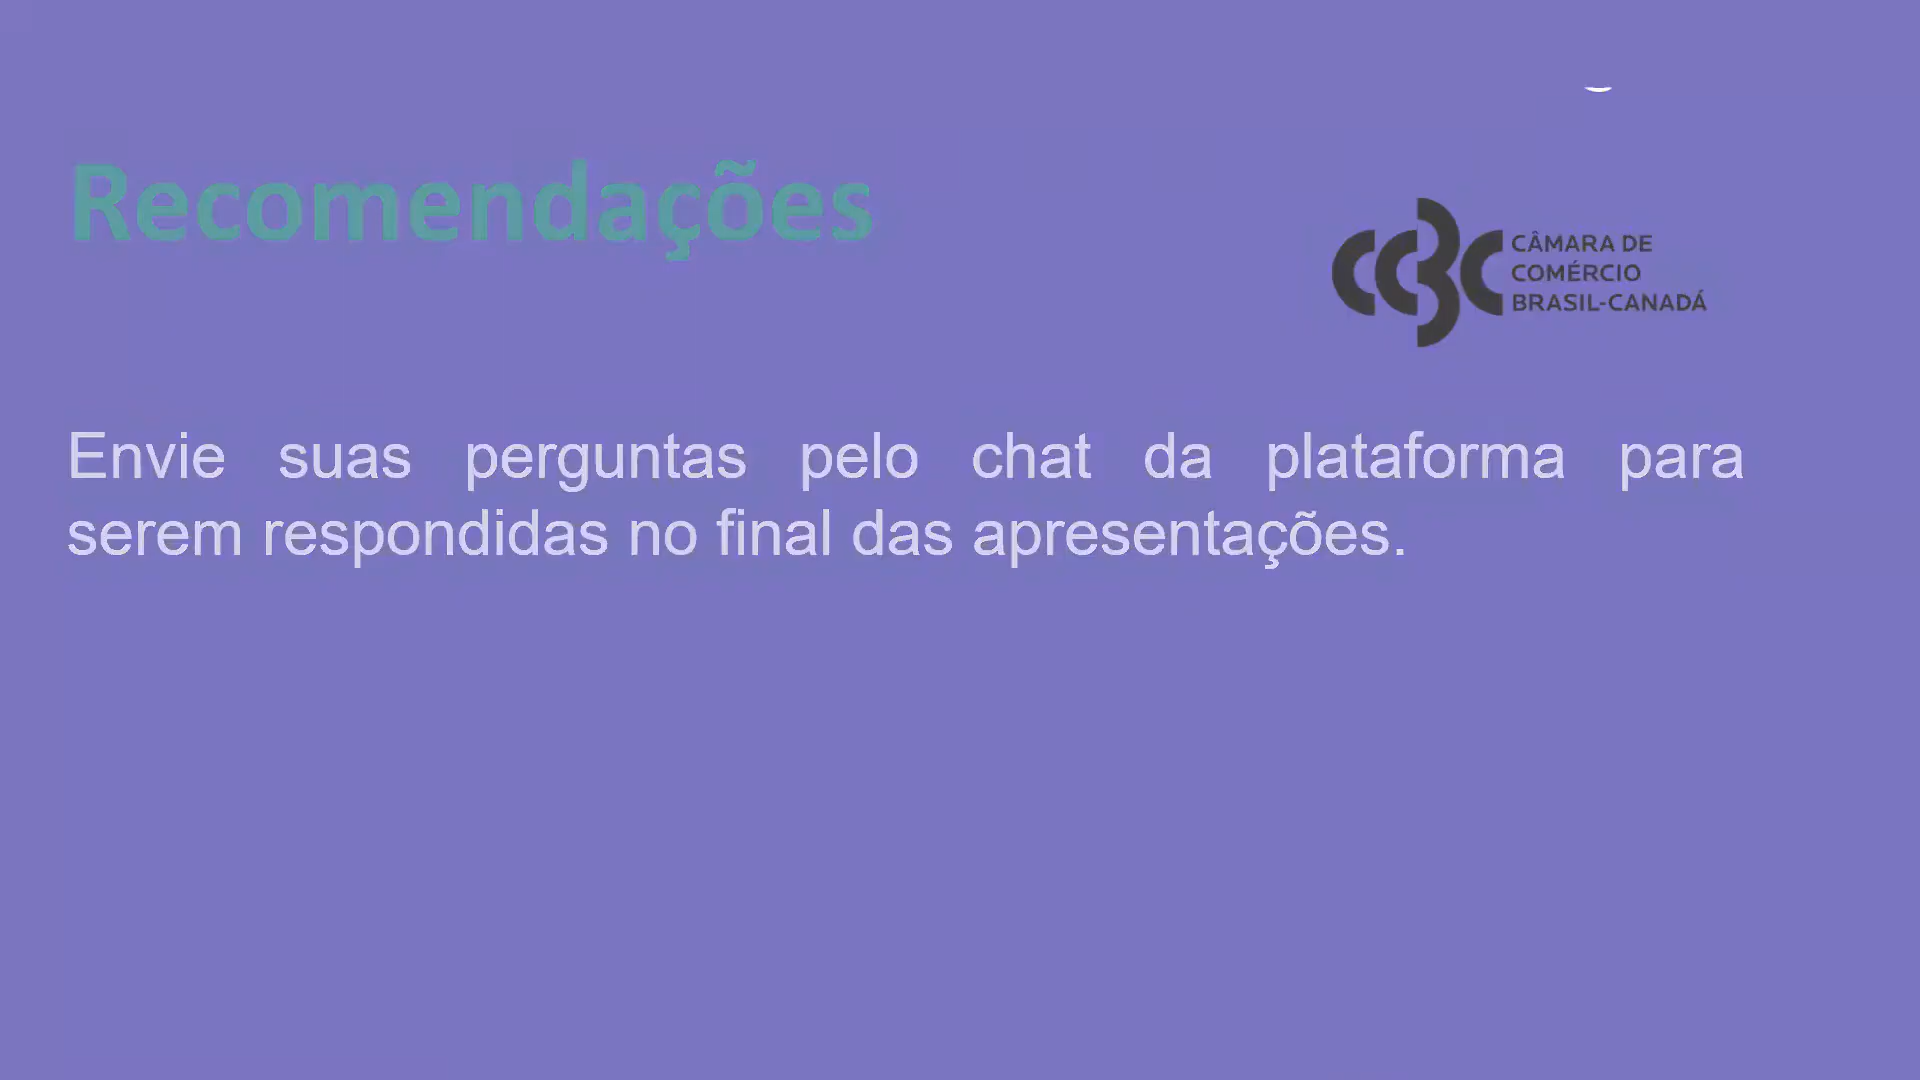 Recomendações
CCBC
CÂMARA DE
COMÉRCIO
BRASIL-CANADÁ
Envie suas perguntas pelo chat da plataforma para
serem respondidas no final das apresentações.